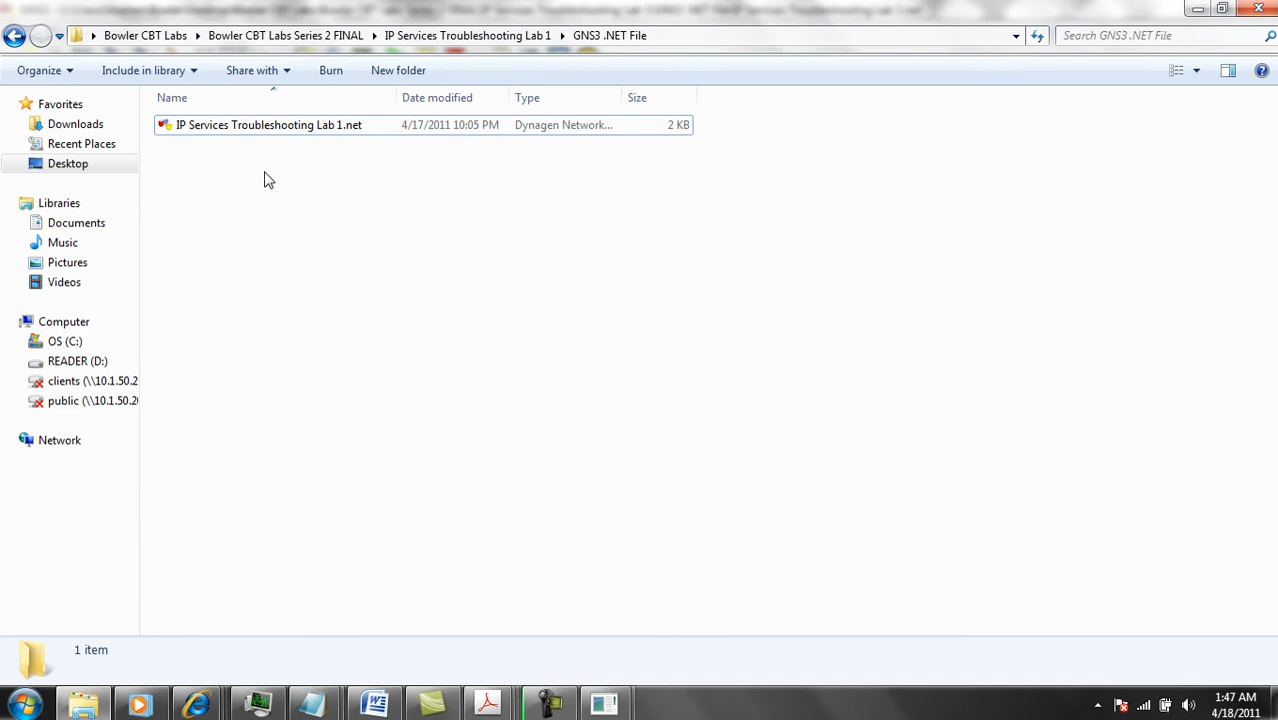 Bowler CBT Labs Bowler CBT Labs Series 2 FINAL IP Services Troubleshooting Lab 1 GNS3 .NET File Search GNS3 .NET File
Organize Include in library Share with Burn New folder
Name Date modified Type Size
IP Services Troubleshooting Lab 1.net 4/17/2011 10:05 PM Dynagen Network... 2 KB
Favorites
Downloads
Recent Places
Desktop
Libraries
Documents
Music
Pictures
Videos
Computer
OS (C:)
READER (D:)
clients (\\10.1.50.2
public (\\10.1.50.20
Network
1 item
1:47 AM
4/18/2011